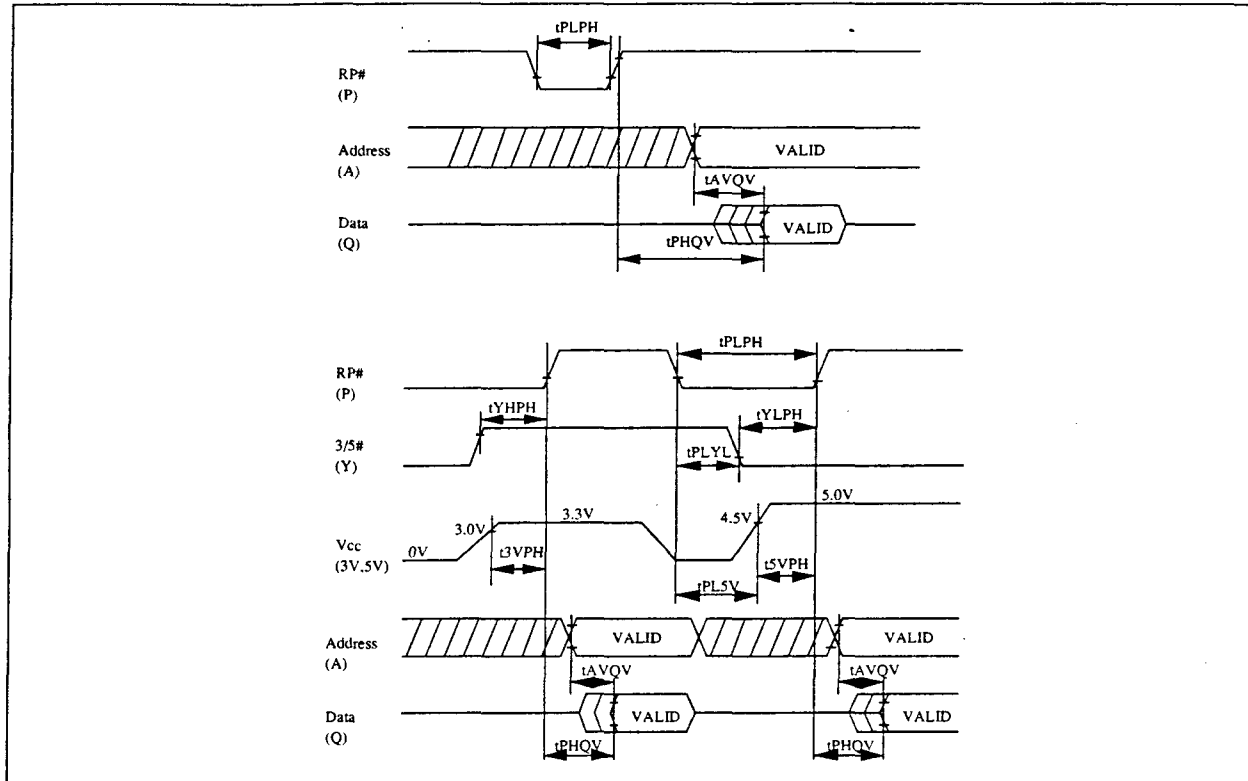 tPLPH
RP#
(P)
Address
(A)
VALID
tAVQV
Data
(Q)
VALID
tPHQV
tPLPH
RP#
(P)
tYHPH
tYLPH
3/5#
(Y)
tPLYL
5.0V
3.0V
3.3V
4.5V
Vcc
(3V,5V)
0V
t3VPH
t5VPH
tPL5V
Address
(A)
VALID
VALID
tAVQV
tAVQV
Data
(Q)
VALID
VALID
tPHQV
tPHQV